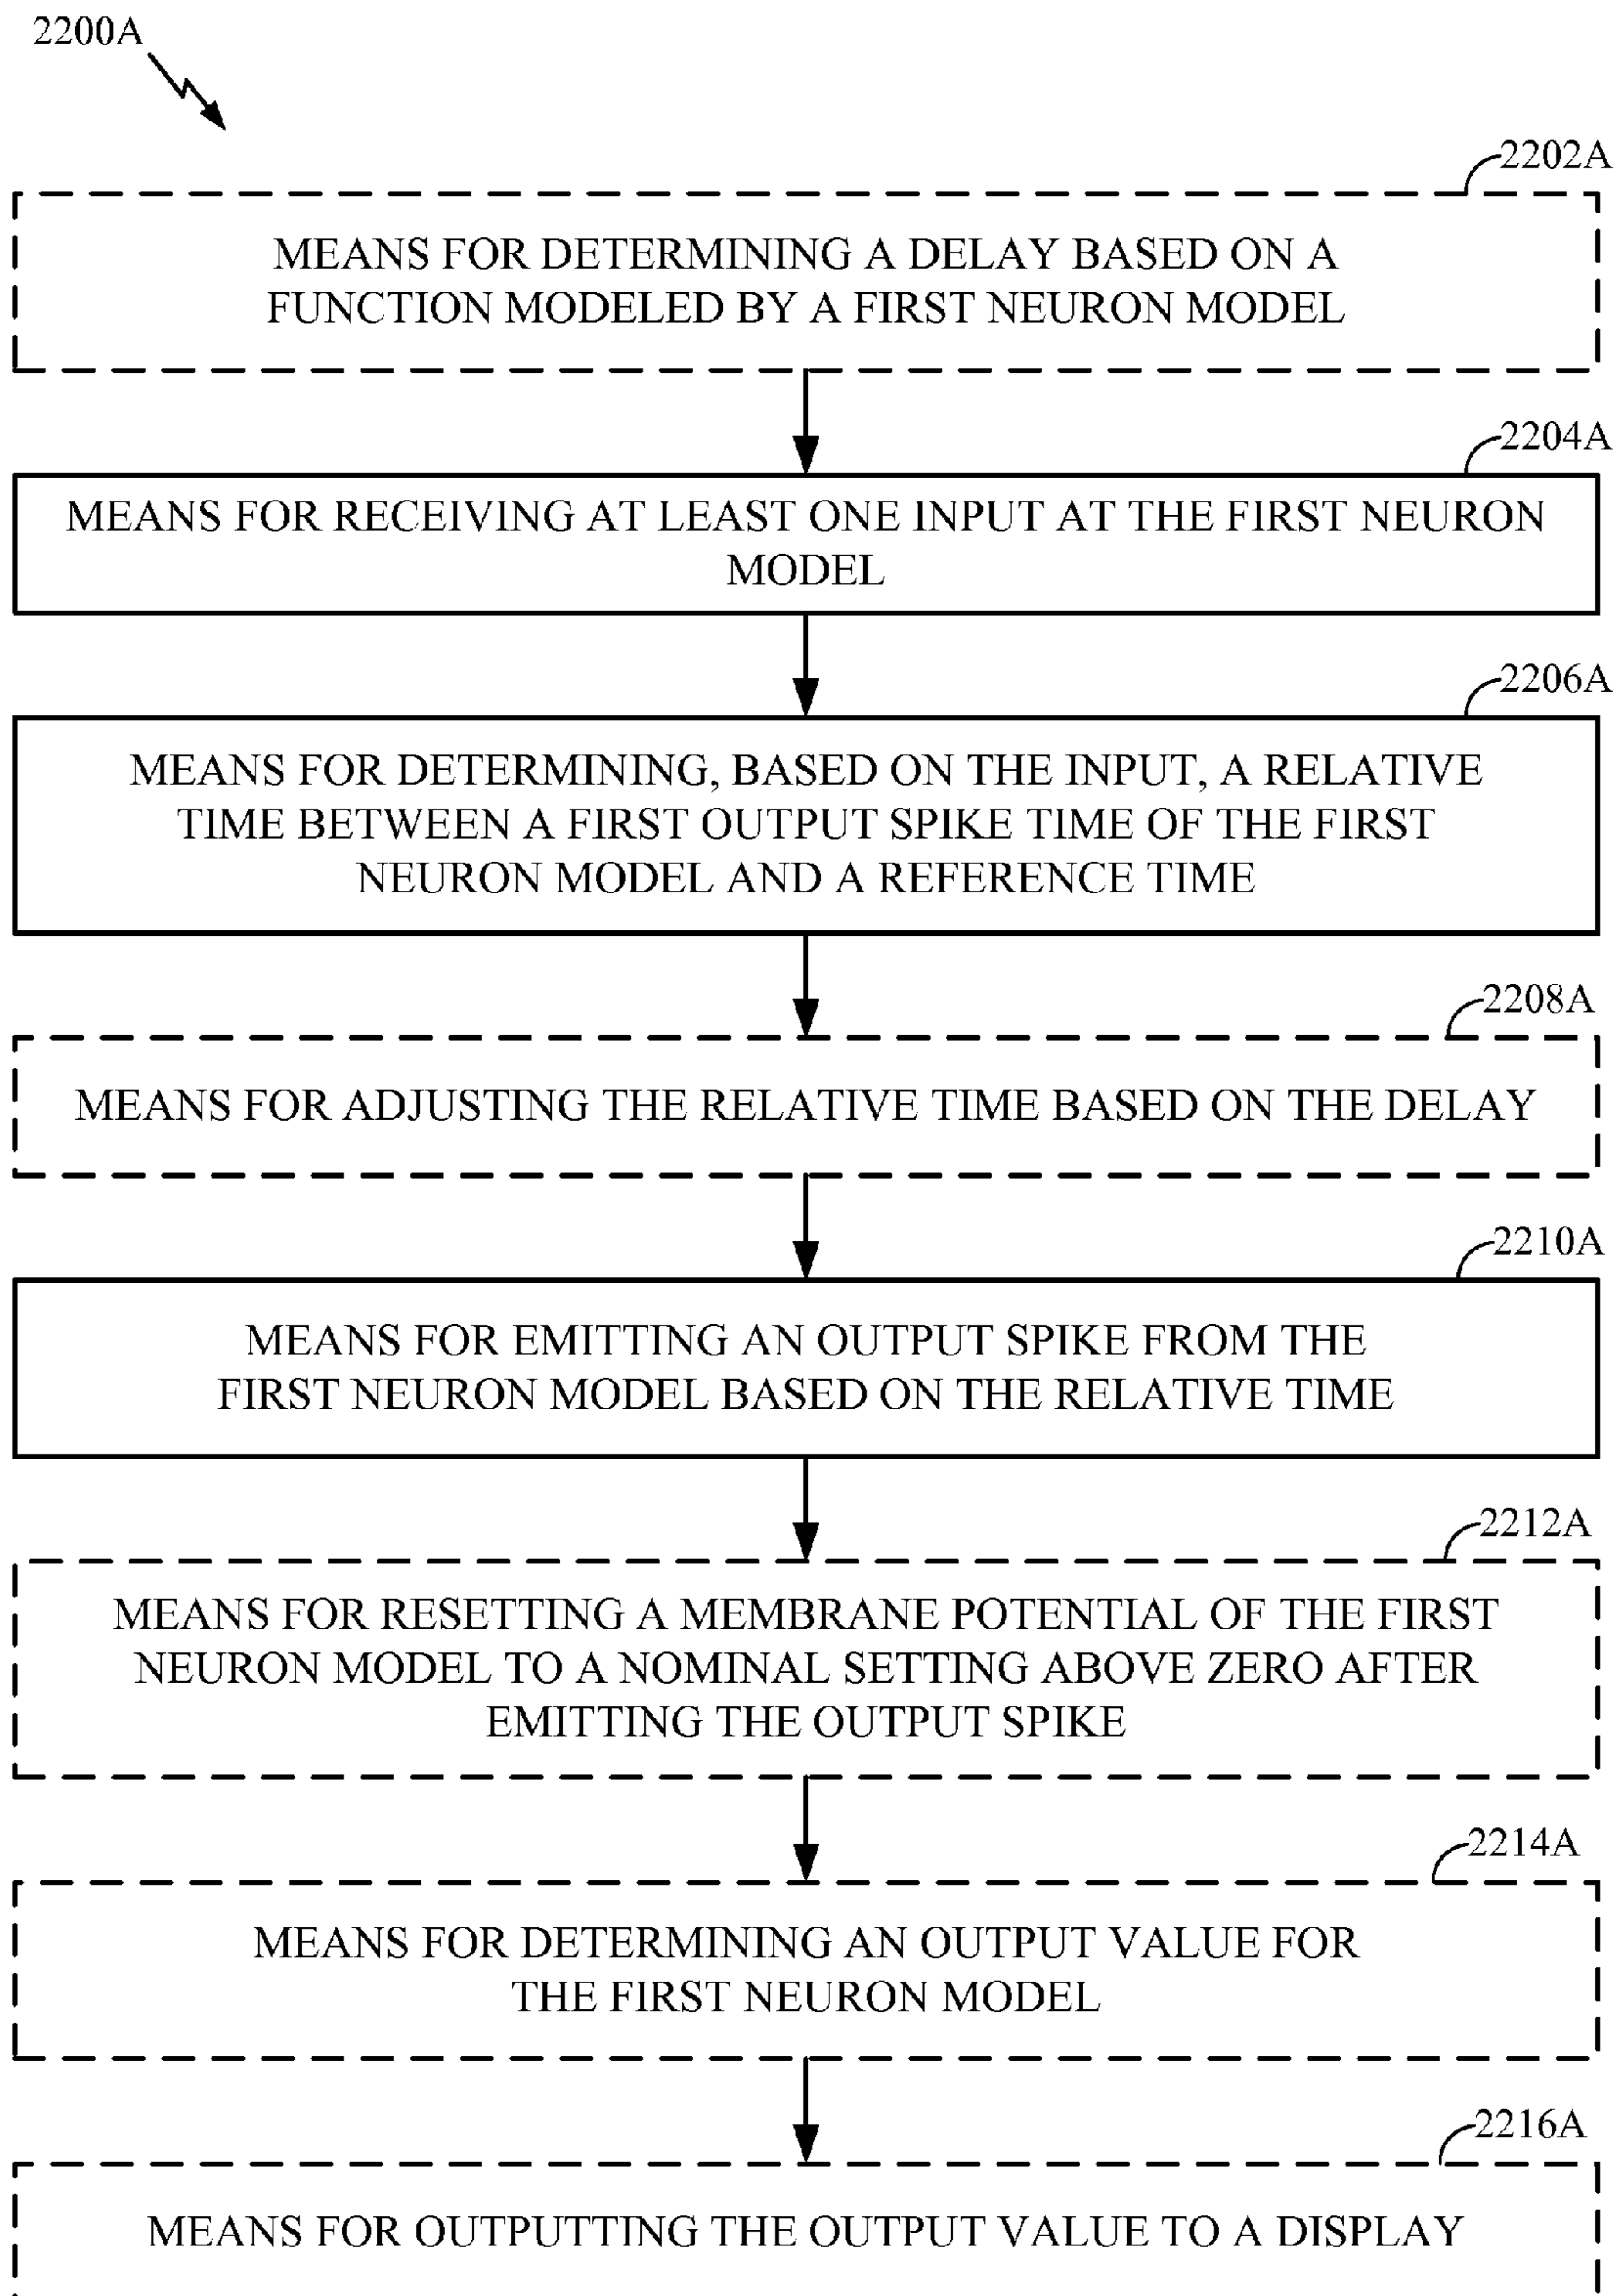 2200A
2202A
MEANS FOR DETERMINING A DELAY BASED ON A
FUNCTION MODELED BY A FIRST NEURON MODEL
2204A
MEANS FOR RECEIVING AT LEAST ONE INPUT AT THE FIRST NEURON
MODEL
2206A
MEANS FOR DETERMINING, BASED ON THE INPUT, A RELATIVE
TIME BETWEEN A FIRST OUTPUT SPIKE TIME OF THE FIRST
NEURON MODEL AND A REFERENCE TIME
2208A
MEANS FOR ADJUSTING THE RELATIVE TIME BASED ON THE DELAY
2210A
MEANS FOR EMITTING AN OUTPUT SPIKE FROM THE
FIRST NEURON MODEL BASED ON THE RELATIVE TIME
2212A
MEANS FOR RESETTING A MEMBRANE POTENTIAL OF THE FIRST
NEURON MODEL TO A NOMINAL SETTING ABOVE ZERO AFTER
EMITTING THE OUTPUT SPIKE
2214A
MEANS FOR DETERMINING AN OUTPUT VALUE FOR
THE FIRST NEURON MODEL
2216A
MEANS FOR OUTPUTTING THE OUTPUT VALUE TO A DISPLAY